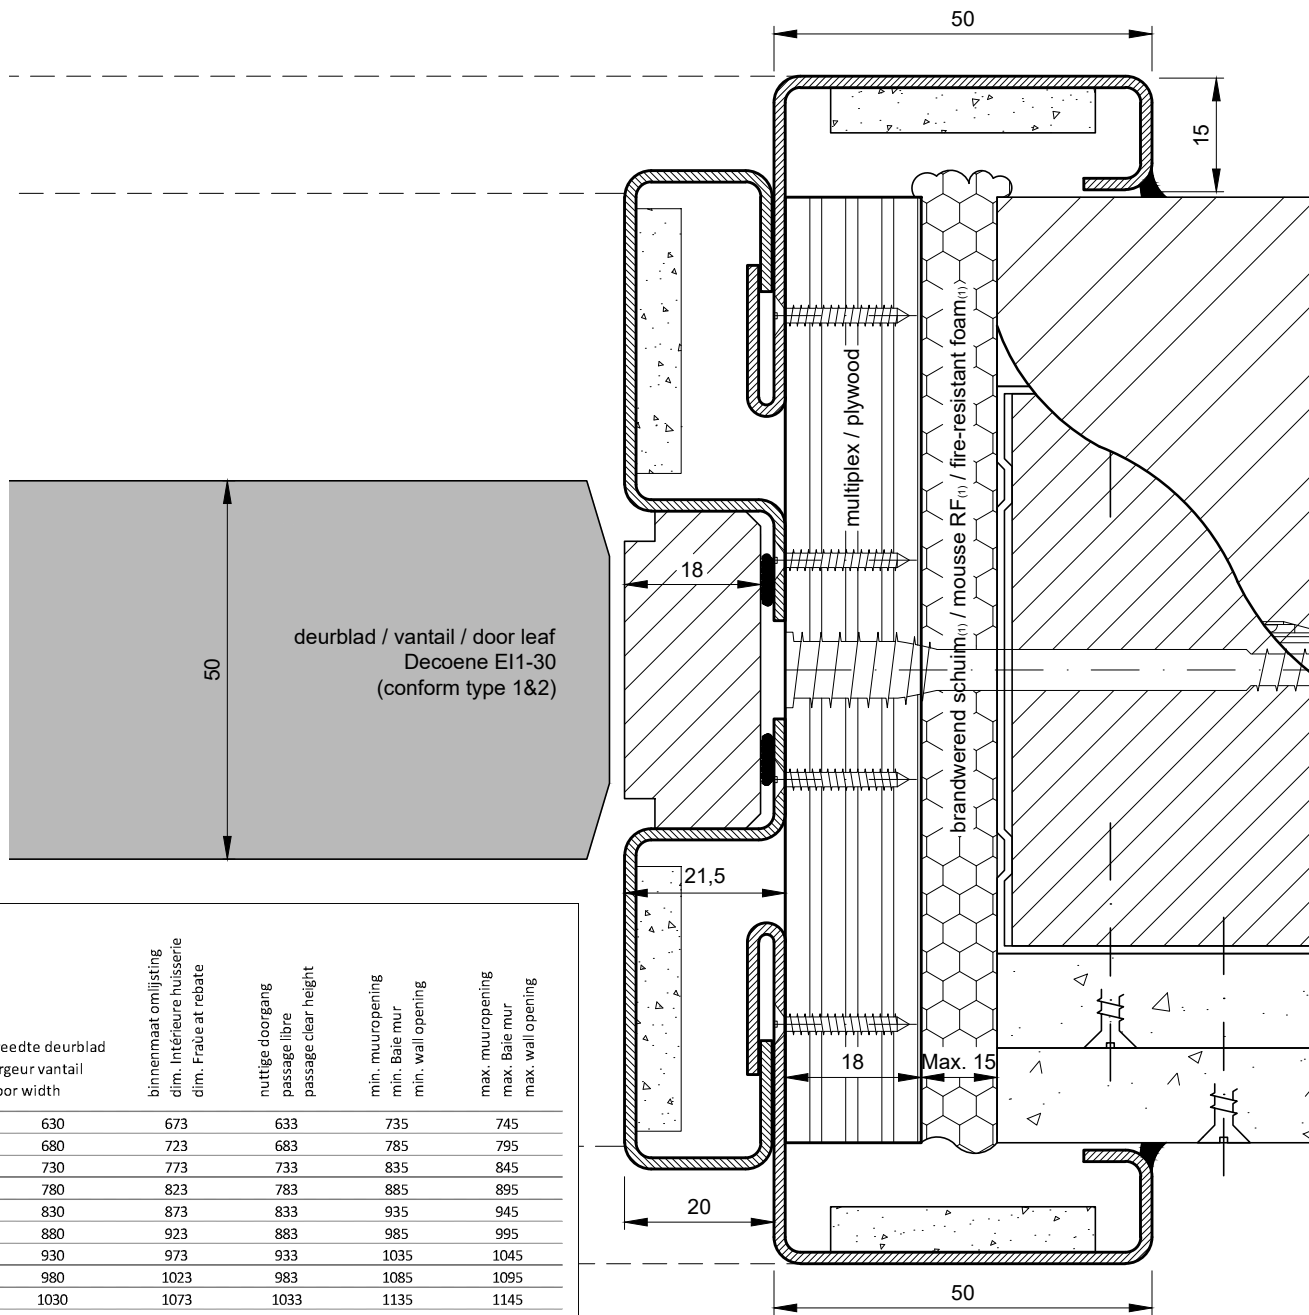 50
15
multiplex / plywood
brandwerend schuim(1) / mousse RF(1) / fire-resistant foam(1)
18
deurblad / vantail / door leaf
Decoene EI1-30
(conform type 1&2)
50
21,5
18
Max. 15
20
50
eedte deurblad
rgeur vantail
oor width
binnenmaat omlijsting
dim. Intérieure huisserie
dim. Fraùe at rebate
nuttige doorgang
passage libre
passage clear height
min. muuropening
min. Baie mur
min. wall opening
max. muuropening
max. Baie mur
max. wall opening
630 673 633 735 745
680 723 683 785 795
730 773 733 835 845
780 823 783 885 895
830 873 833 935 945
880 923 883 985 995
930 973 933 1035 1045
980 1023 983 1085 1095
1030 1073 1033 1135 1145